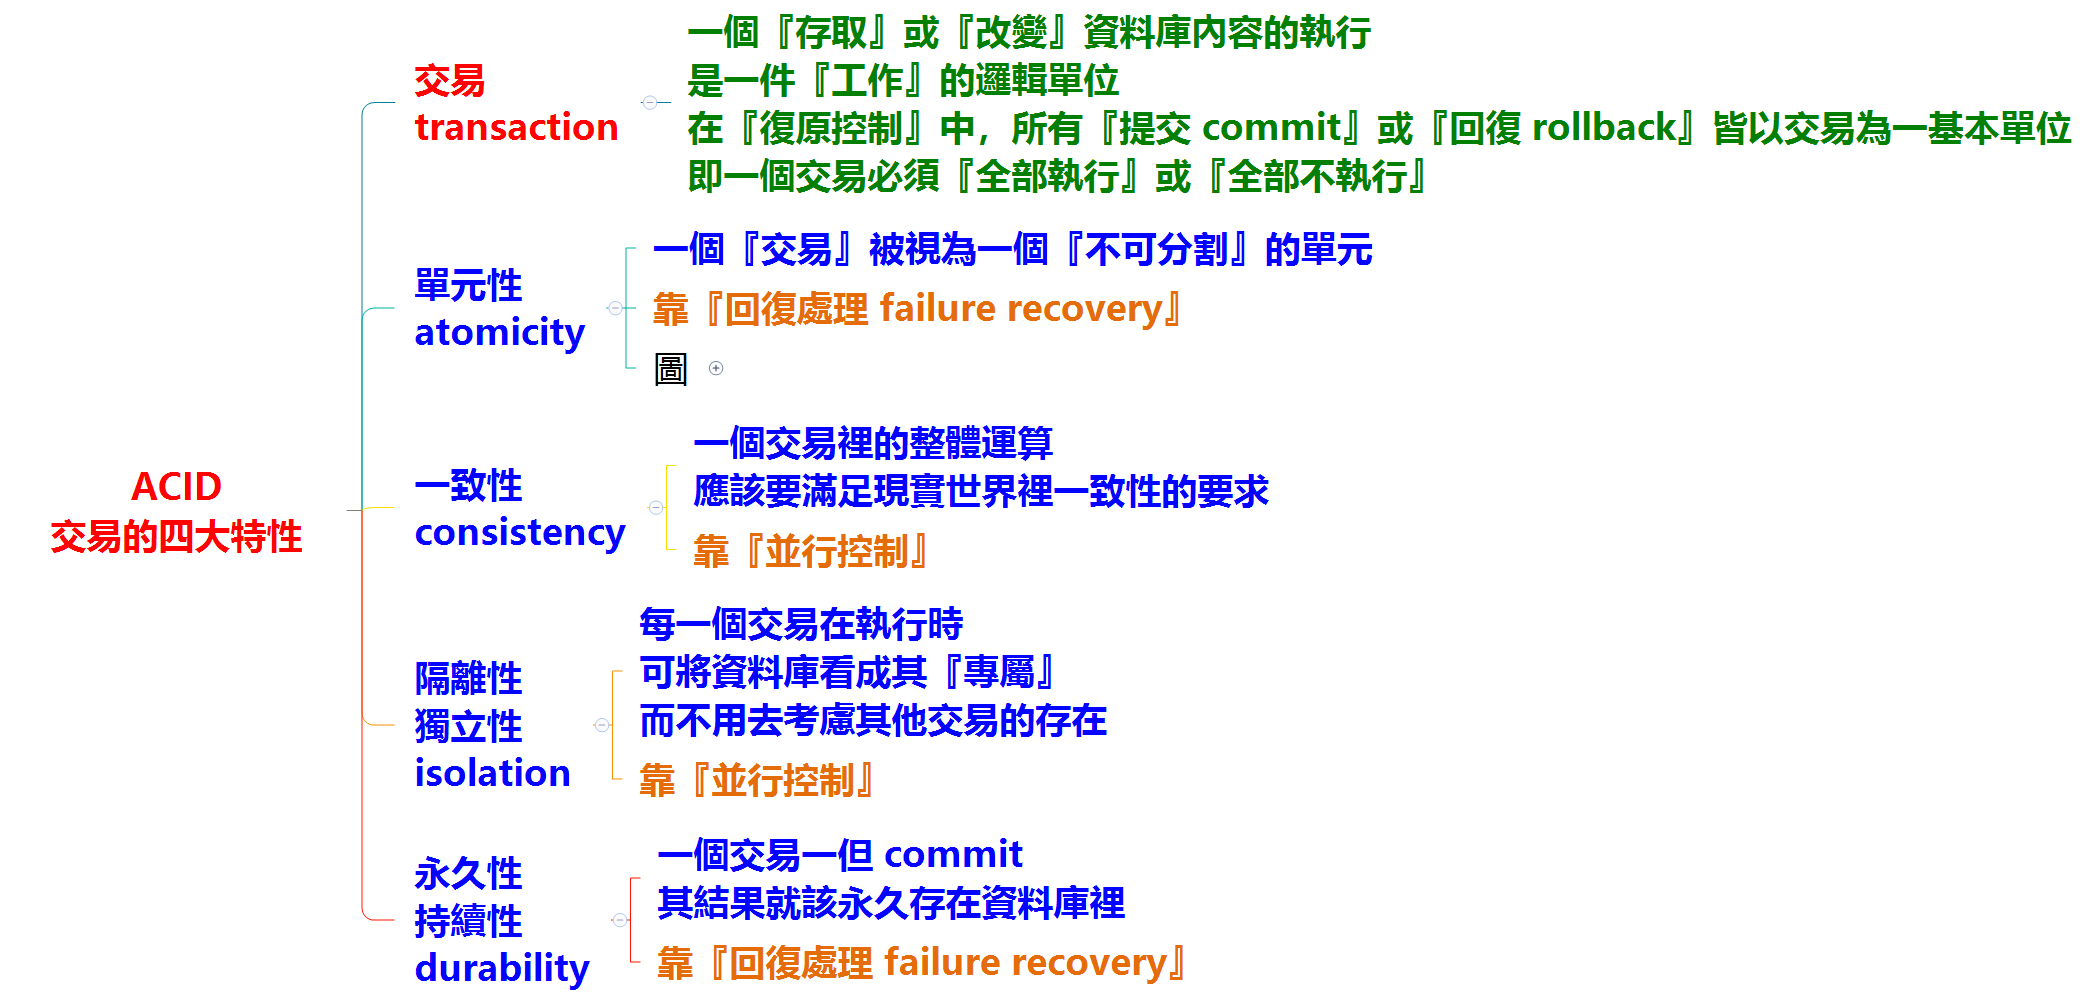 ACID
交易的四大特性
交易
transaction
一個『存取』或『改變』資料庫內容的執行
是一件『工作』的邏輯單位
在『復原控制』中，所有『提交 commit』或『回復 rollback』皆以交易為一基本單位
即一個交易必須『全部執行』或『全部不執行』
單元性
atomicity
一個『交易』被視為一個『不可分割』的單元
靠『回復處理 failure recovery』
圖
一致性
consistency
一個交易裡的整體運算
應該要滿足現實世界裡一致性的要求
靠『並行控制』
隔離性
獨立性
isolation
每一個交易在執行時
可將資料庫看成其『專屬』
而不用去考慮其他交易的存在
靠『並行控制』
永久性
持續性
durability
一個交易一但 commit
其結果就該永久存在資料庫裡
靠『回復處理 failure recovery』